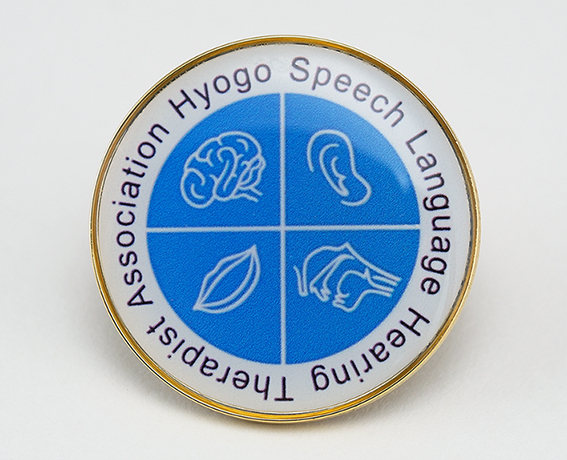 Hyogo Speech Language Hearing Therapist Association